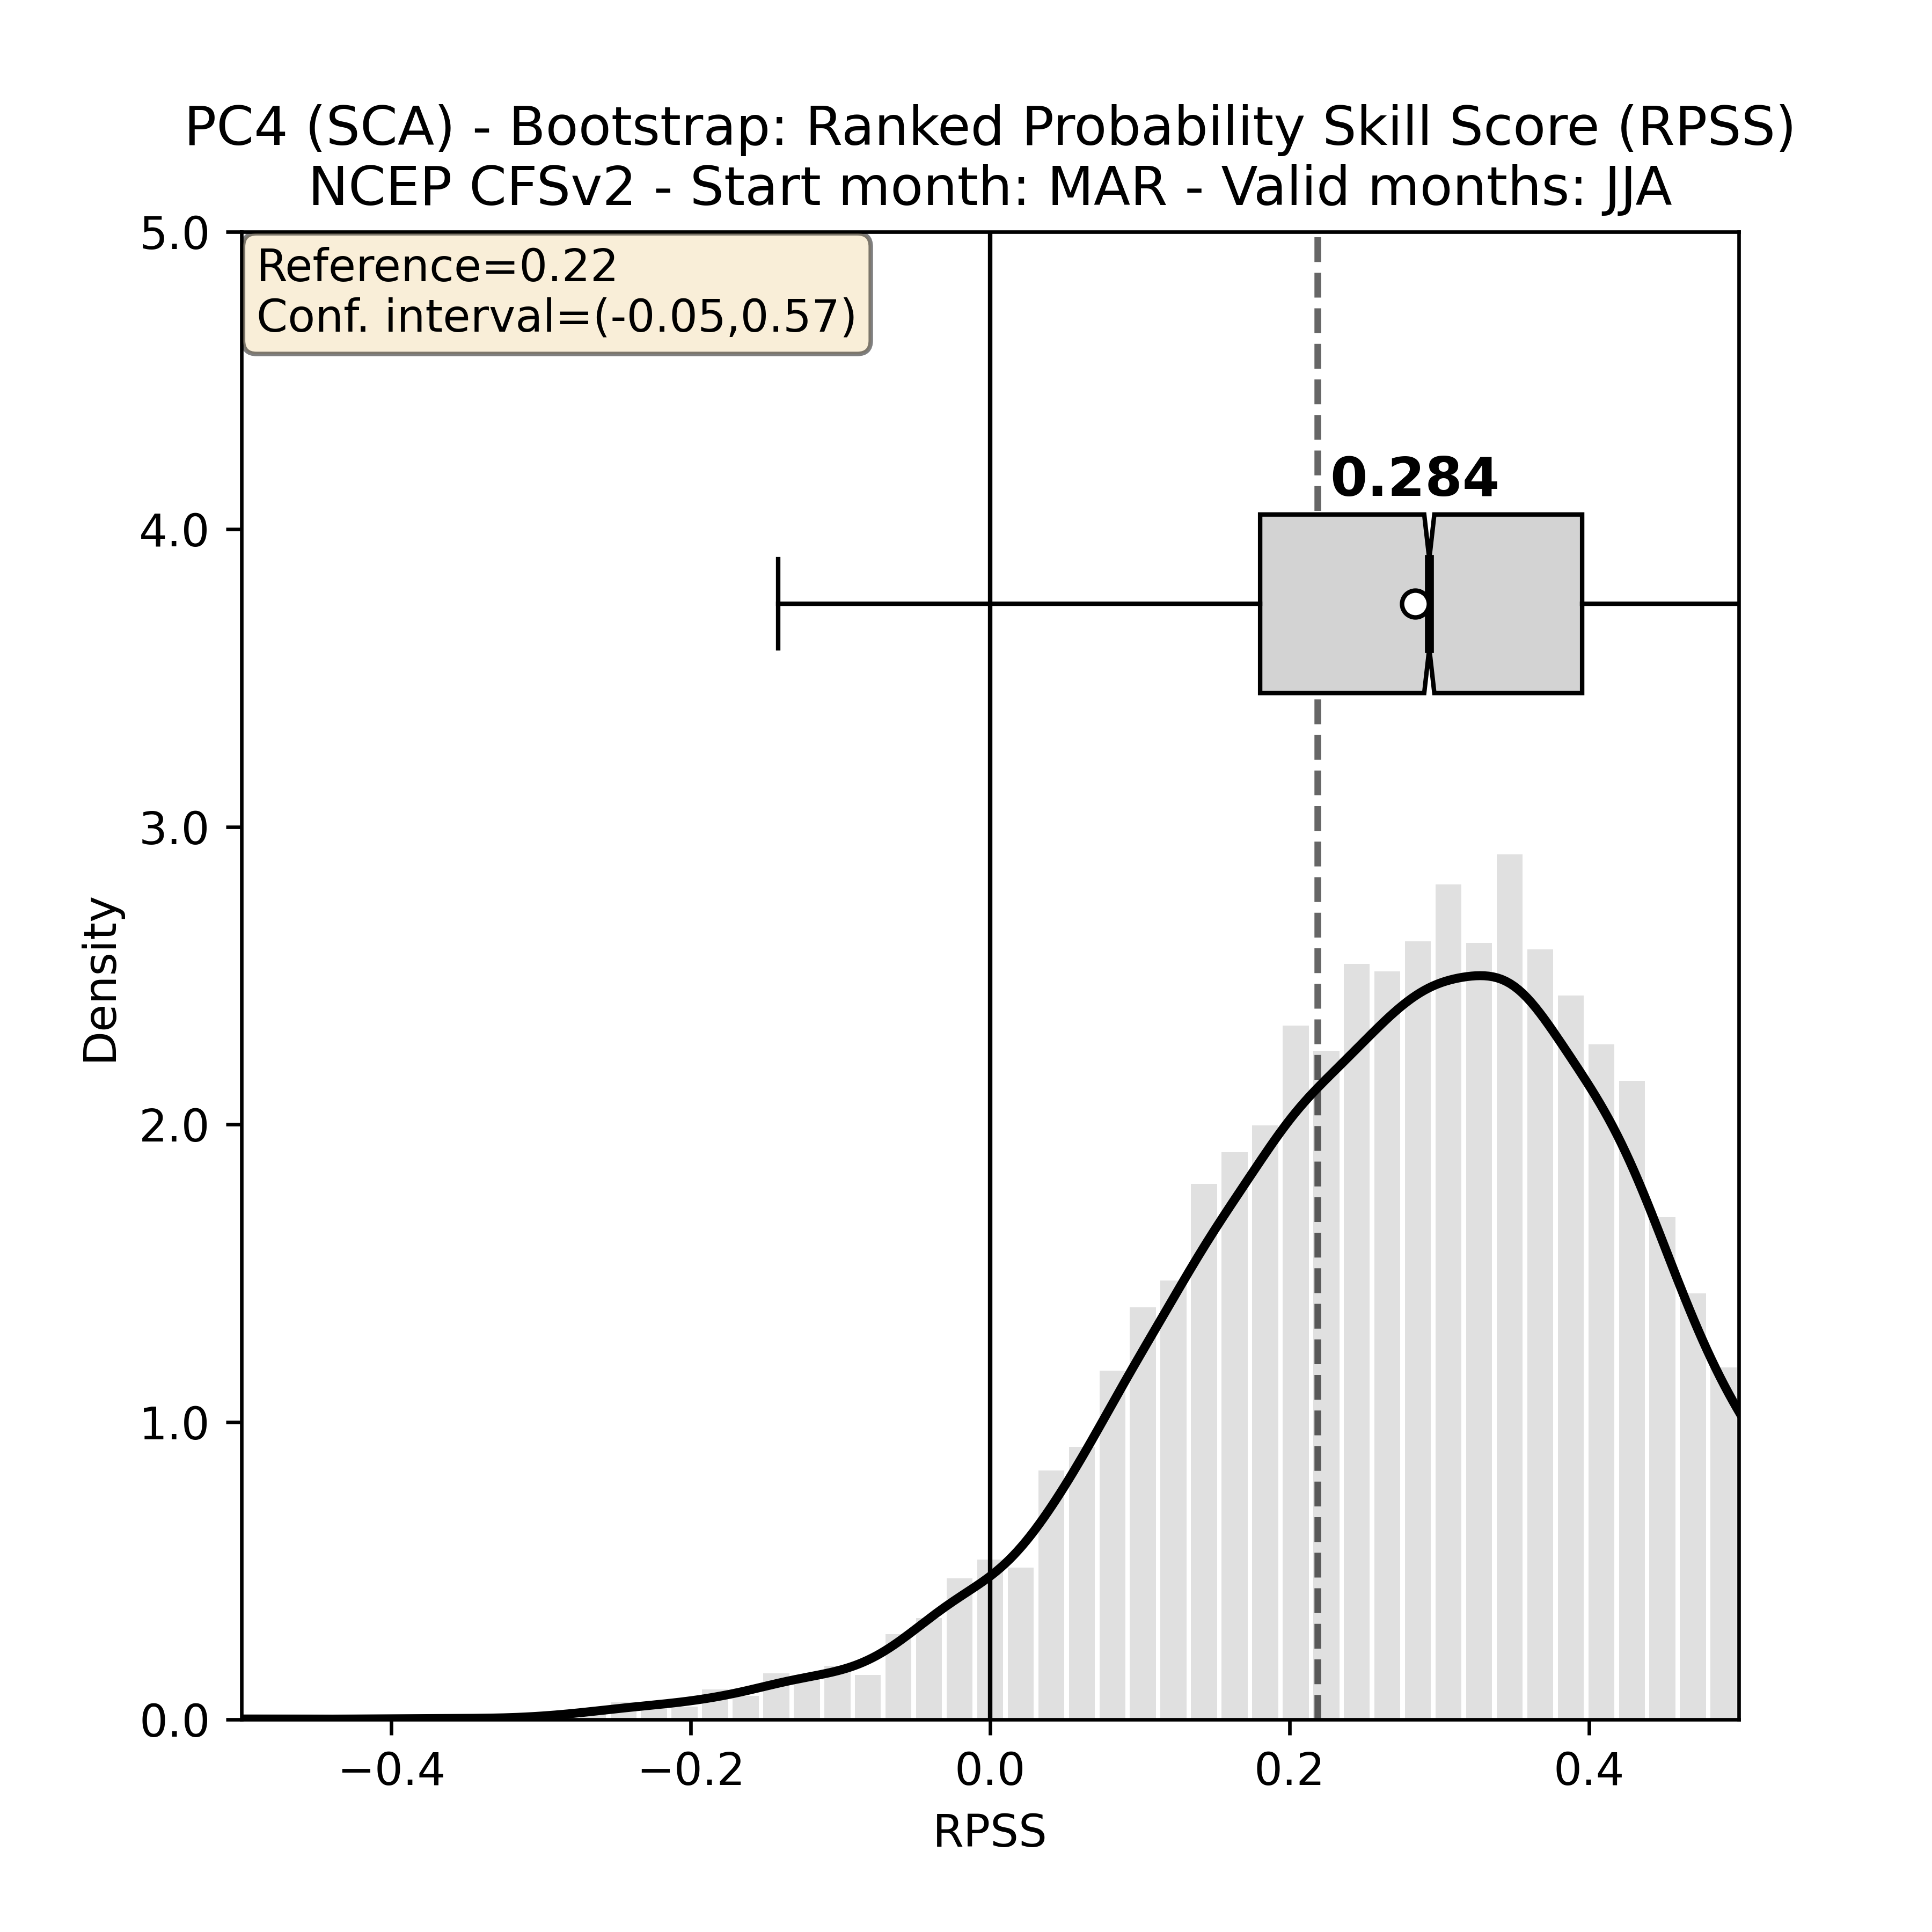 PC4 (SCA) - Bootstrap: Ranked Probability Skill Score (RPSS)
NCEP CFSv2 - Start month: MAR - Valid months: JJA
Reference=0.22
Conf. interval=(-0.05,0.57)
0.284
5.0
4.0
3.0
2.0
1.0
0.0
Density
−0.4 −0.2 0.0 0.2 0.4
RPSS